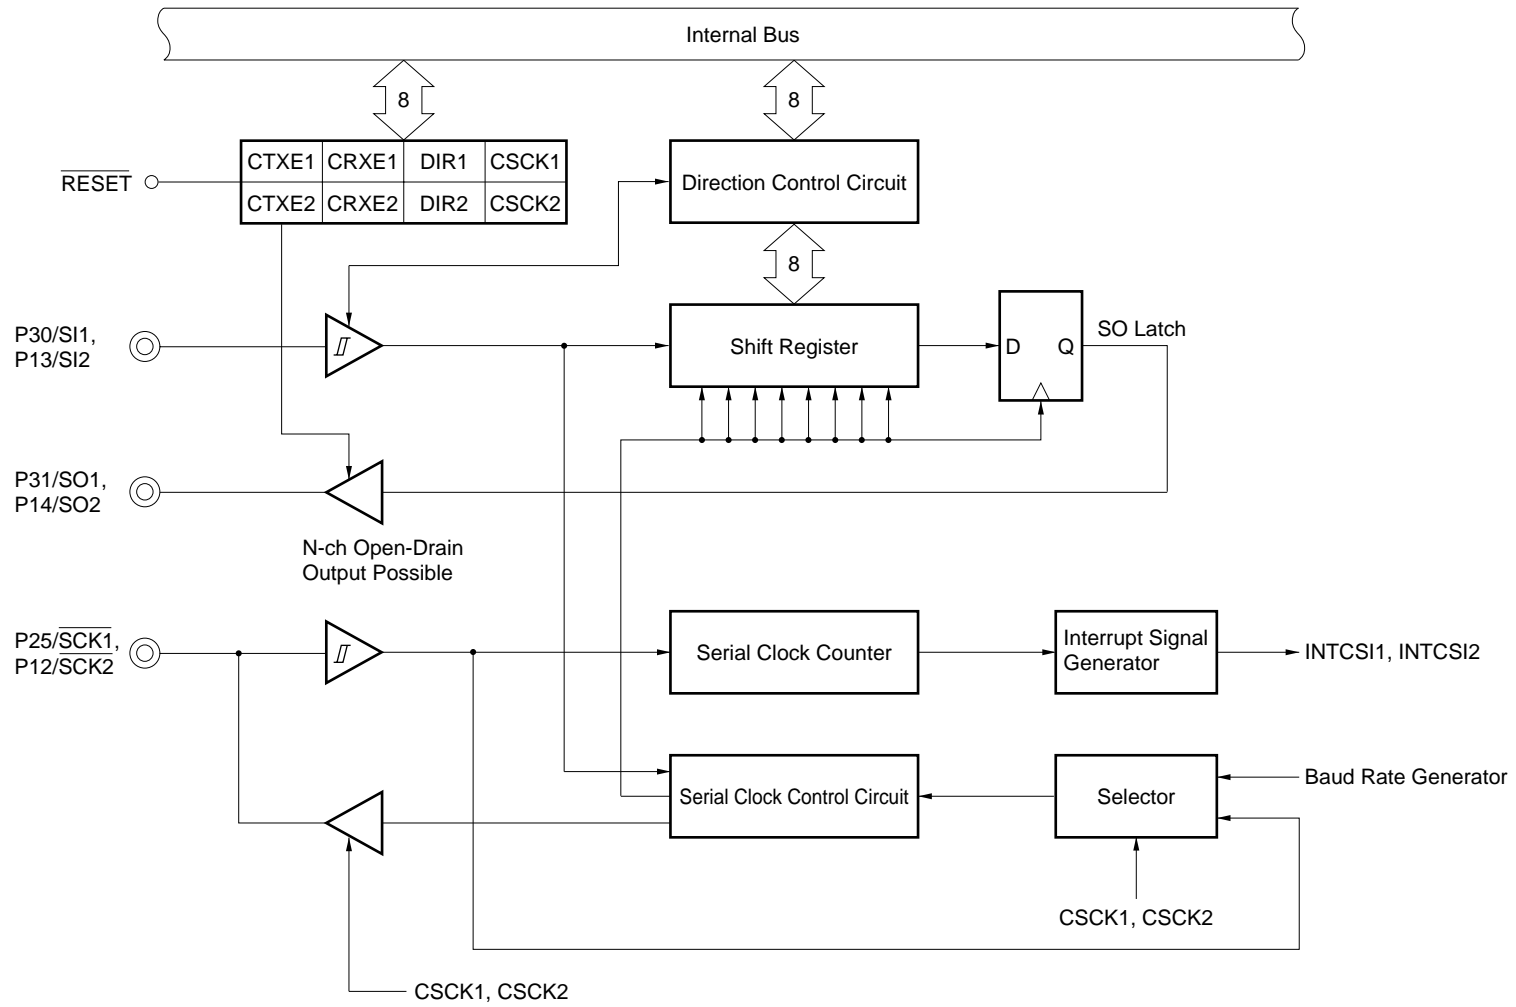 Internal Bus
8
8
CTXE1 CRXE1 DIR1 CSCK1
RESET
Direction Control Circuit
CTXE2 CRXE2 DIR2 CSCK2
8
P30/SI1,
P13/SI2
Shift Register
D Q
SO Latch
P31/SO1,
P14/SO2
N-ch Open-Drain
Output Possible
P25/SCK1,
P12/SCK2
Serial Clock Counter
Interrupt Signal
Generator
INTCSI1, INTCSI2
Serial Clock Control Circuit
Selector
Baud Rate Generator
CSCK1, CSCK2
CSCK1, CSCK2